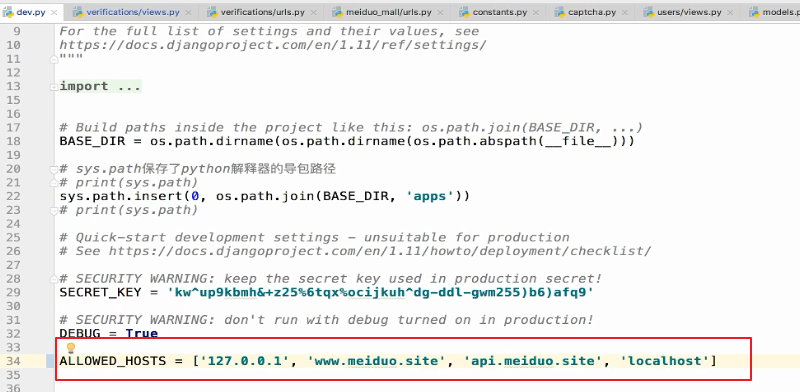 dev.py verifications/views.py verifications/urls.py meiduo_mall/urls.py constants.py captcha.py users/views.py models.p
9 For the full list of settings and their values, see
10 https://docs.djangoproject.com/en/1.11/ref/settings/
11 """
12
13 import ...
15
16
17 # Build paths inside the project like this: os.path.join(BASE_DIR, ...)
18 BASE_DIR = os.path.dirname(os.path.dirname(os.path.abspath(__file__)))
19
20 # sys.path保存了python解释器的导包路径
21 # print(sys.path)
22 sys.path.insert(0, os.path.join(BASE_DIR, 'apps'))
23 # print(sys.path)
24
25 # Quick-start development settings - unsuitable for production
26 # See https://docs.djangoproject.com/en/1.11/howto/deployment/checklist/
27
28 # SECURITY WARNING: keep the secret key used in production secret!
29 SECRET_KEY = 'kw^up9kbmh&+z25%6tqx%ocijkuh^dg-ddl-gwm255)b6)afq9'
30
31 # SECURITY WARNING: don't run with debug turned on in production!
32 DEBUG = True
33
34 ALLOWED_HOSTS = ['127.0.0.1', 'www.meiduo.site', 'api.meiduo.site', 'localhost']
35
36